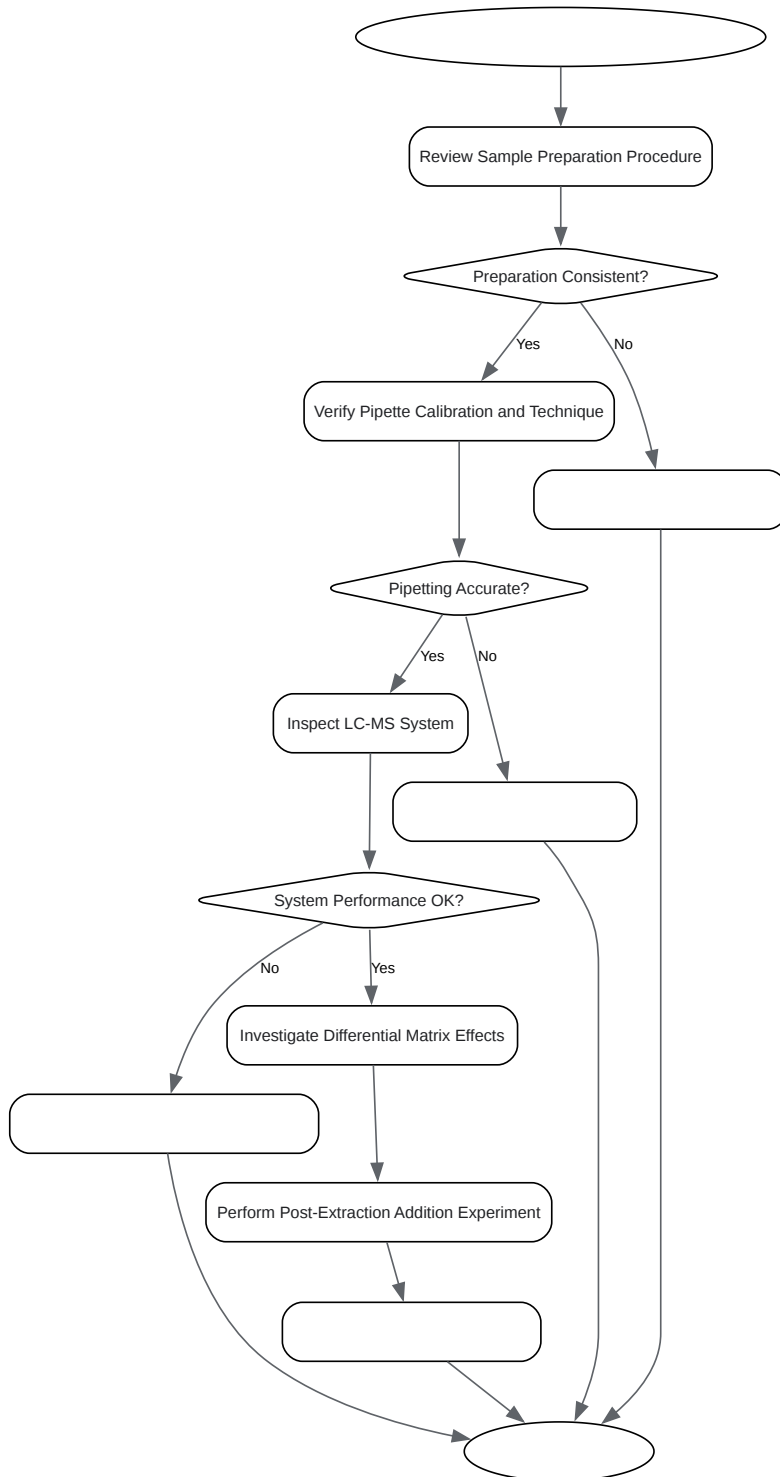 Review Sample Preparation Procedure
Preparation Consistent?
Yes
No
Verify Pipette Calibration and Technique
Pipetting Accurate?
Yes
No
Inspect LC-MS System
System Performance OK?
No
Yes
Investigate Differential Matrix Effects
Perform Post-Extraction Addition Experiment